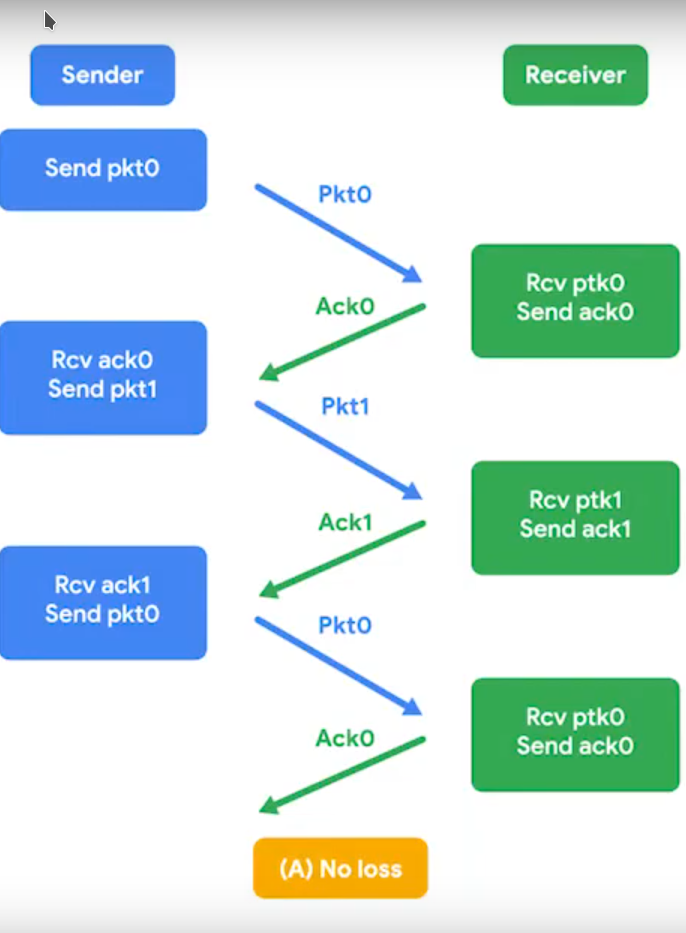 Sender
Receiver
Send pkt0
Pkt0
Rcv ptk0
Send ack0
Ack0
Rcv ack0
Send pkt1
Pkt1
Rcv ptk1
Send ack1
Ack1
Rcv ack1
Send pkt0
Pkt0
Rcv ptk0
Send ack0
Ack0
(A) No loss